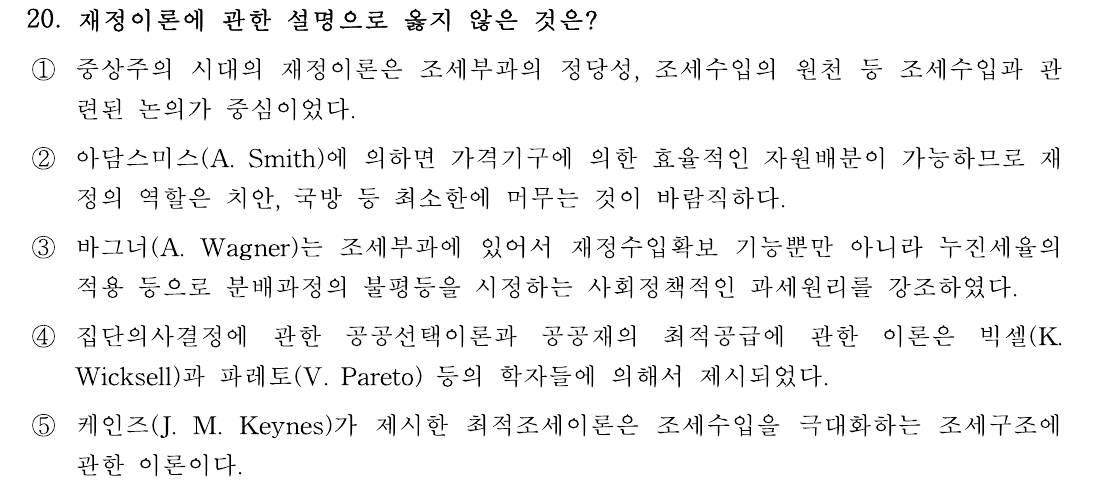 20. 재정이론에 관한 설명으로 옳지 않은 것은?
① 중상주의 시대의 재정이론은 조세부과의 정당성, 조세수입의 원천 등 조세수입과 관
련된 논의가 중심이었다.
② 아담스미스(A. Smith)에 의하면 가격기구에 의한 효율적인 자원배분이 가능하므로 재
정의 역할은 치안, 국방 등 최소한에 머무는 것이 바람직하다.
③ 바그너(A. Wagner)는 조세부과에 있어서 재정수입확보 기능뿐만 아니라 누진세율의
적용 등으로 분배과정의 불평등을 시정하는 사회정책적인 과세원리를 강조하였다.
④ 집단의사결정에 관한 공공선택이론과 공공재의 최적공급에 관한 이론은 빅셀(K.
Wicksell)과 파레토(V. Pareto) 등의 학자들에 의해서 제시되었다.
⑤ 케인즈(J. M. Keynes)가 제시한 최적조세이론은 조세수입을 극대화하는 조세구조에
관한 이론이다.